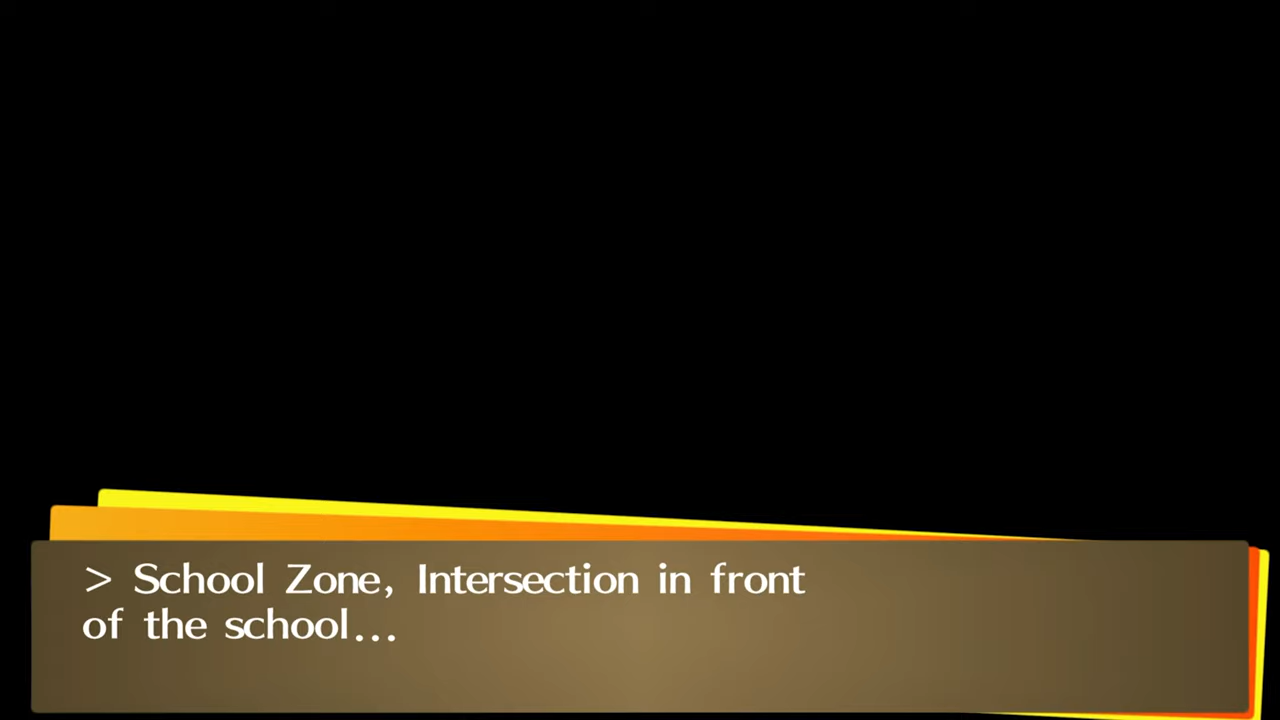 > School Zone, Intersection in front
of the school...